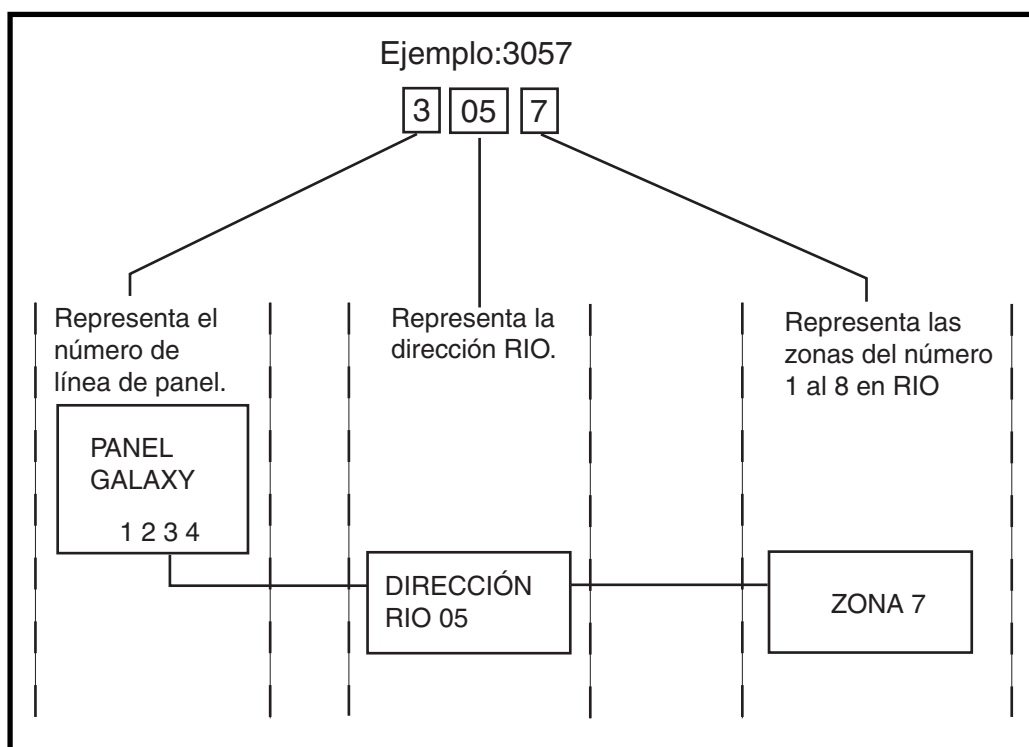 Ejemplo:3057
3 05 7
Representa el
número de
línea de panel.
Representa la
dirección RIO.
Representa las
zonas del número
1 al 8 en RIO
PANEL
GALAXY
1 2 3 4
DIRECCIÓN
RIO 05
ZONA 7